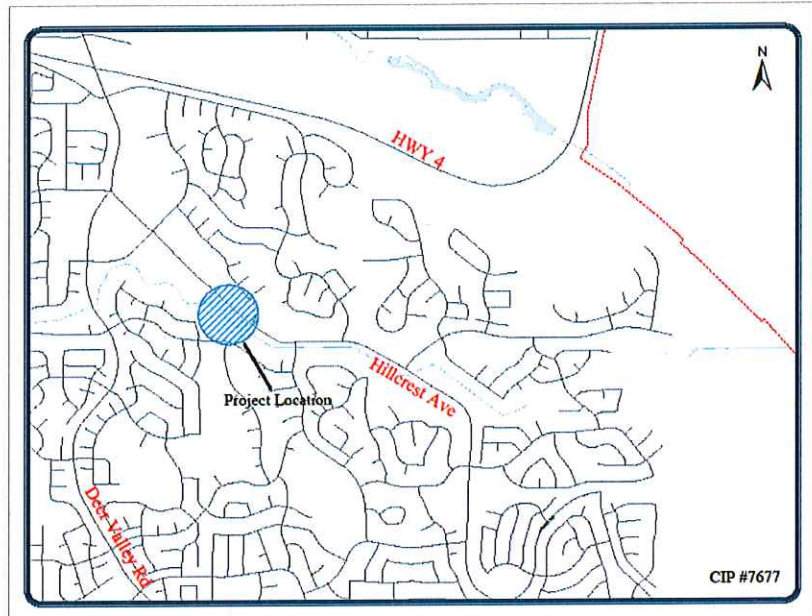 N
HWY 4
Hillcrest Ave
Project Location
Deer Valley Rd
CIP #7677